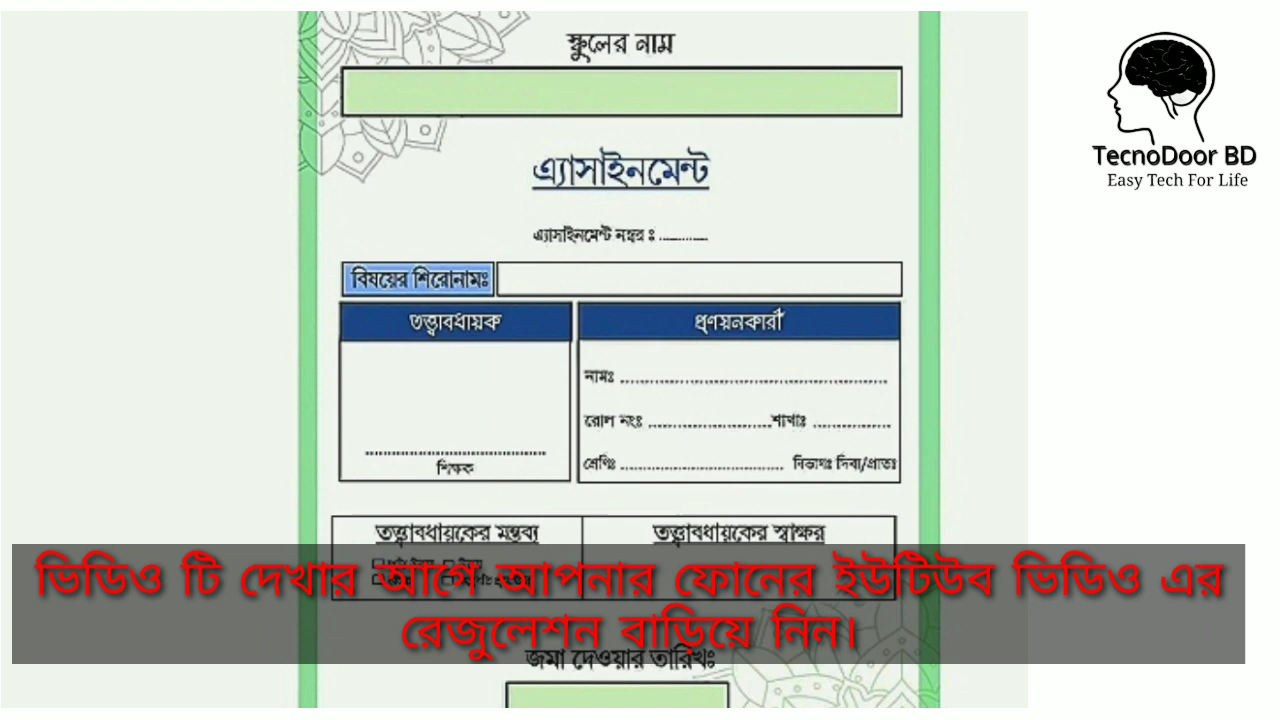 স্কুলের নাম
এ্যাসাইনমেন্ট
এ্যাসাইনমেন্ট নম্বর ঃ ............
বিষয়ের শিরোনামঃ
তত্ত্বাবধায়ক
প্রণয়নকারী
নামঃ ............................................................
রোল নংঃ ............................শাখাঃ ..................
শ্রেণিঃ ..................................... বিভাগঃ দিবা/প্রাতঃ
..........................................
শিক্ষক
তত্ত্বাবধায়কের মন্তব্য
তত্ত্বাবধায়কের স্বাক্ষর
ভিডিও টি দেখার আগে আপনার ফোনের ইউটিউব ভিডিও এর
রেজুলেশন বাড়িয়ে নিন।
জমা দেওয়ার তারিখঃ
TecnoDoor BD
Easy Tech For Life